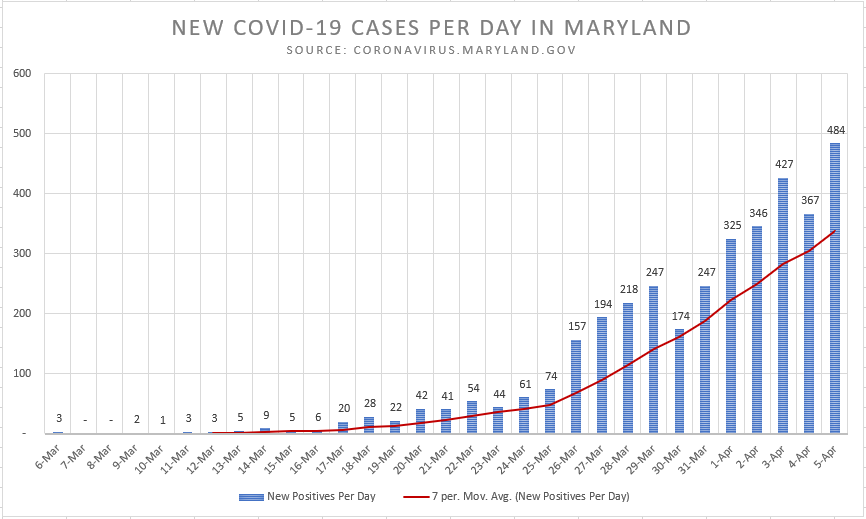 NEW COVID-19 CASES PER DAY IN MARYLAND
SOURCE: CORONAVIRUS.MARYLAND.GOV
600
500
400
300
200
100
-
3 - - 2 1 3 3 5 9 5 6 20 28 22 42 41 54 44 61 74 157 194 218 247 174 247 325 346 427 367 484
6-Mar 7-Mar 8-Mar 9-Mar 10-Mar 11-Mar 12-Mar 13-Mar 14-Mar 15-Mar 16-Mar 17-Mar 18-Mar 19-Mar 20-Mar 21-Mar 22-Mar 23-Mar 24-Mar 25-Mar 26-Mar 27-Mar 28-Mar 29-Mar 30-Mar 31-Mar 1-Apr 2-Apr 3-Apr 4-Apr 5-Apr
New Positives Per Day 7 per. Mov. Avg. (New Positives Per Day)